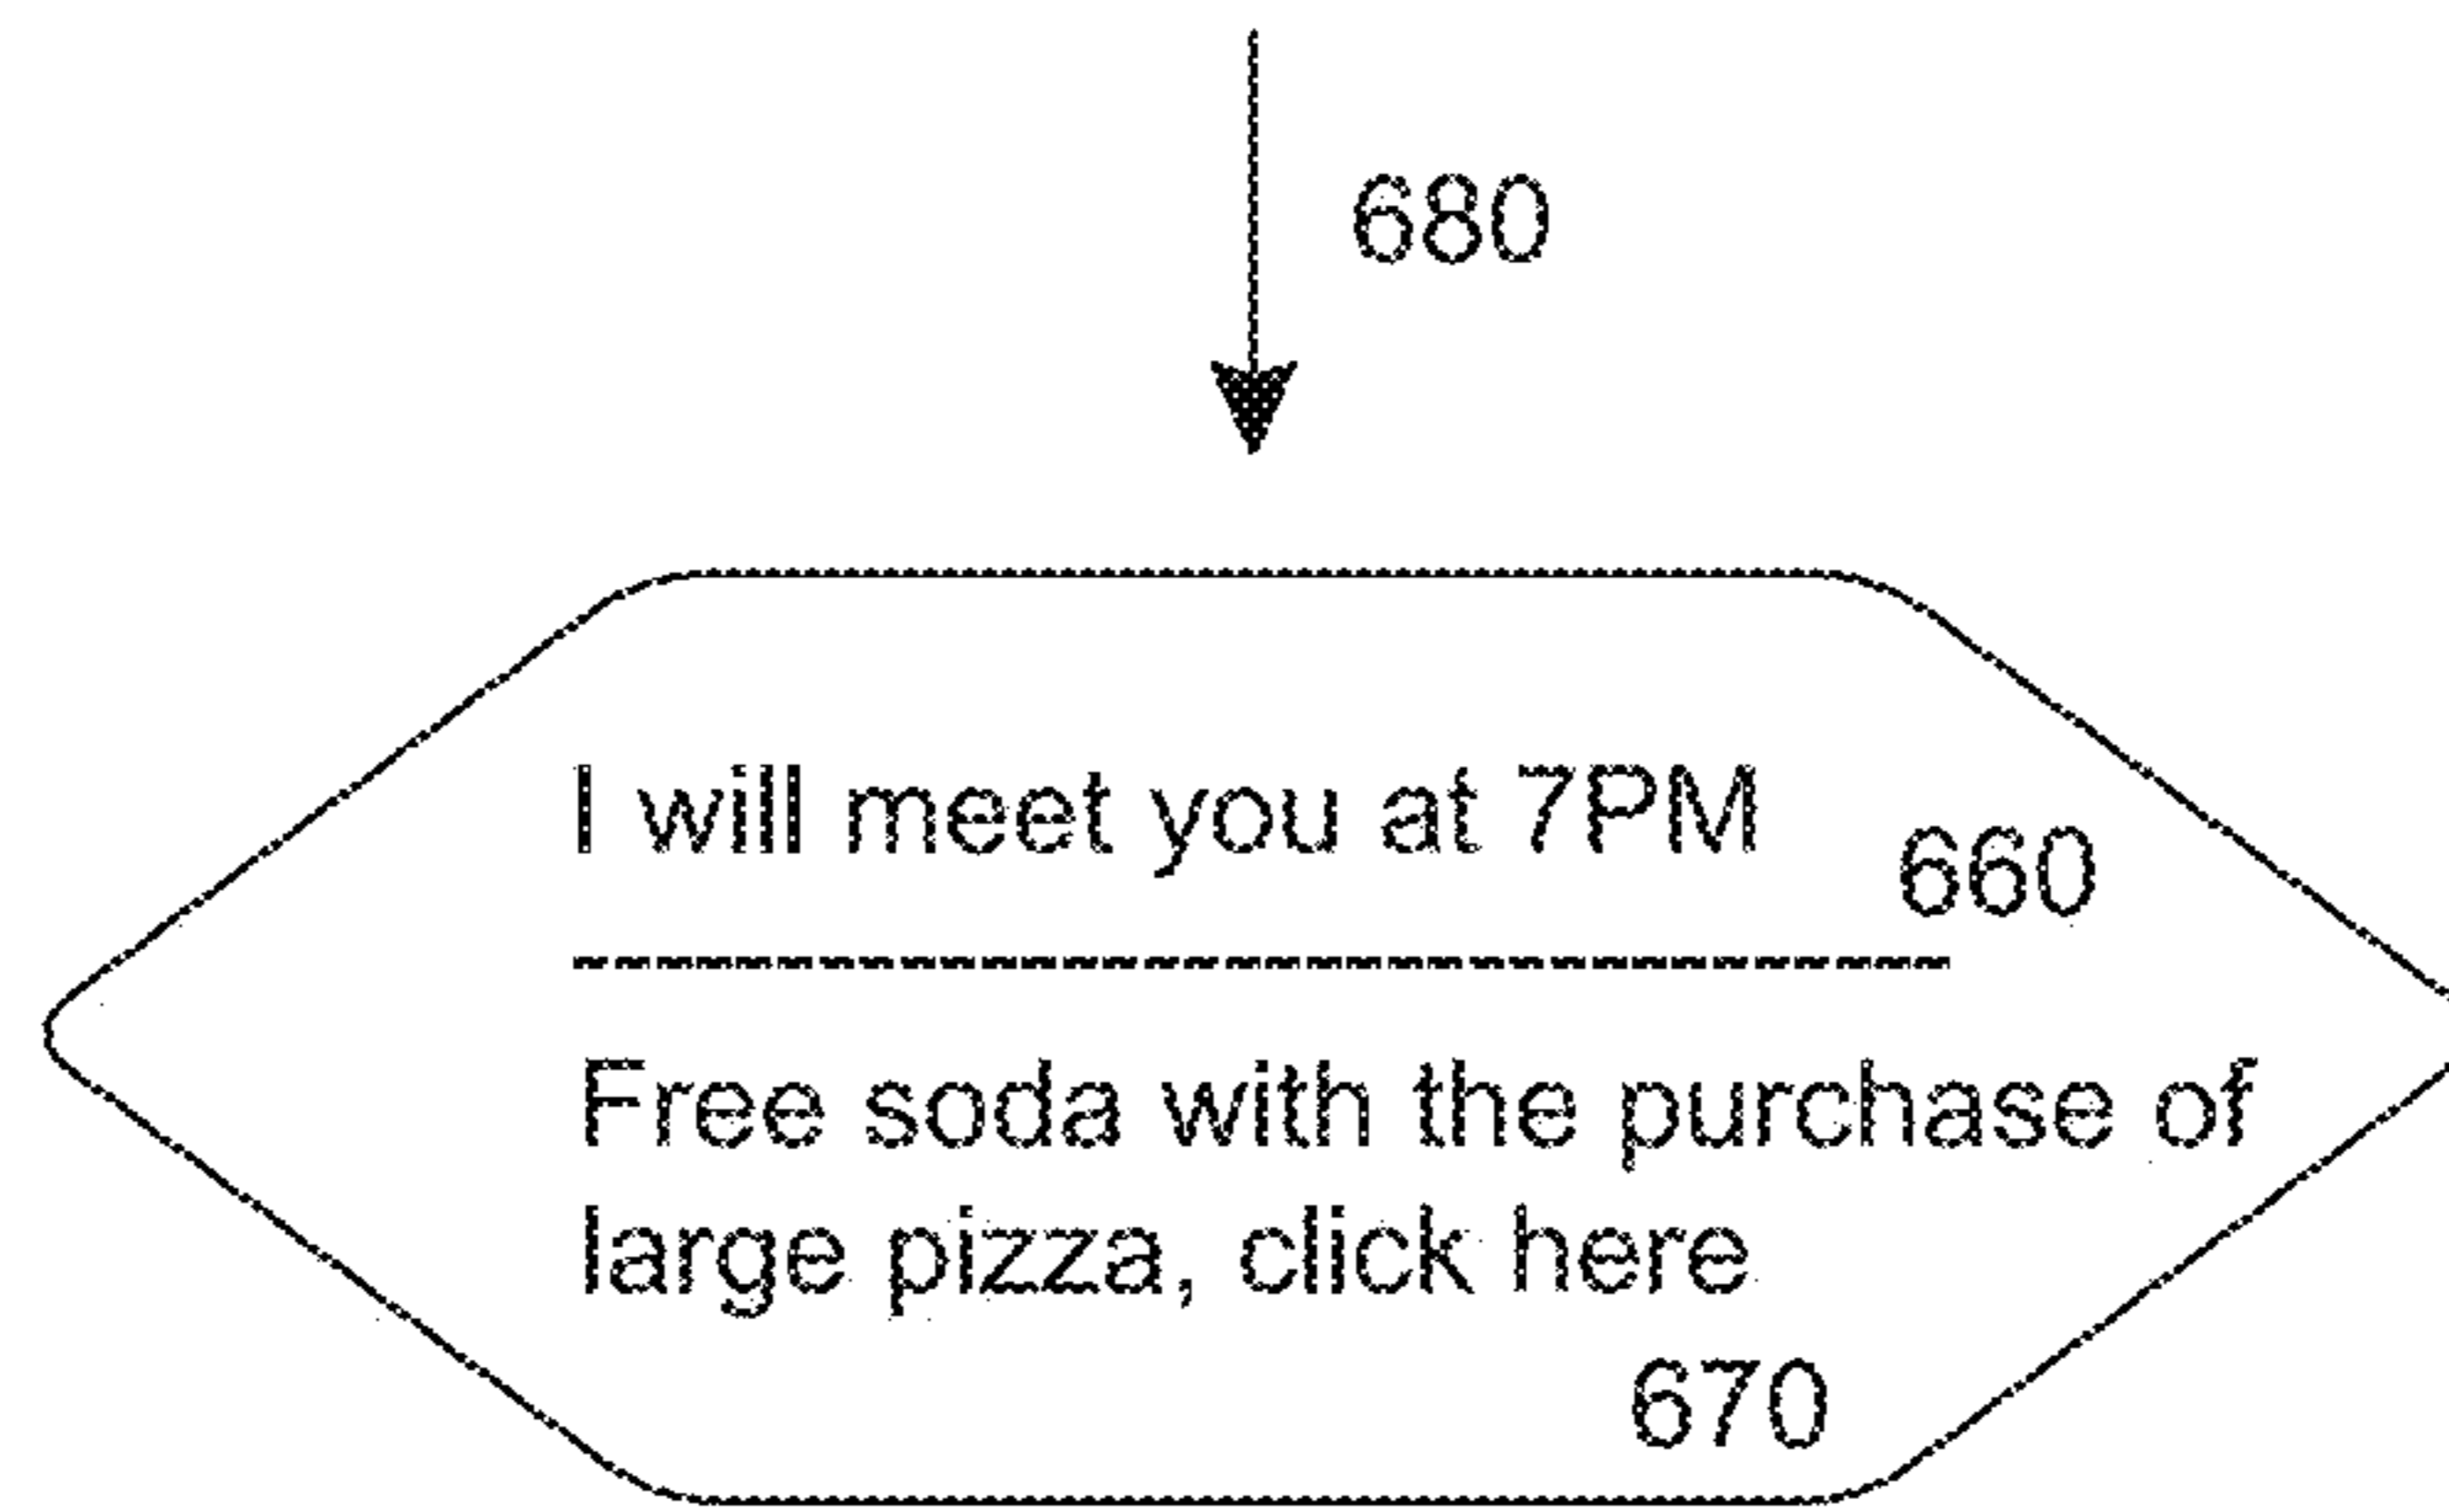 680
I will meet you at 7PM
660
Free soda with the purchase of
large pizza, click here
670